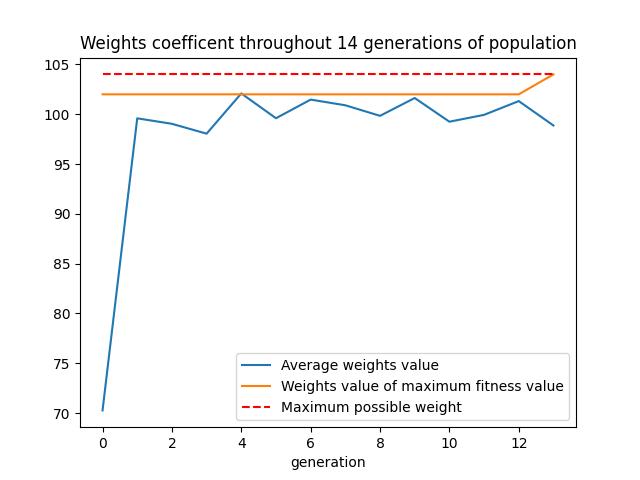 Weights coefficent throughout 14 generations of population
105
100
95
90
85
80
75
70
Average weights value
Weights value of maximum fitness value
Maximum possible weight
0 2 4 6 8 10 12
generation